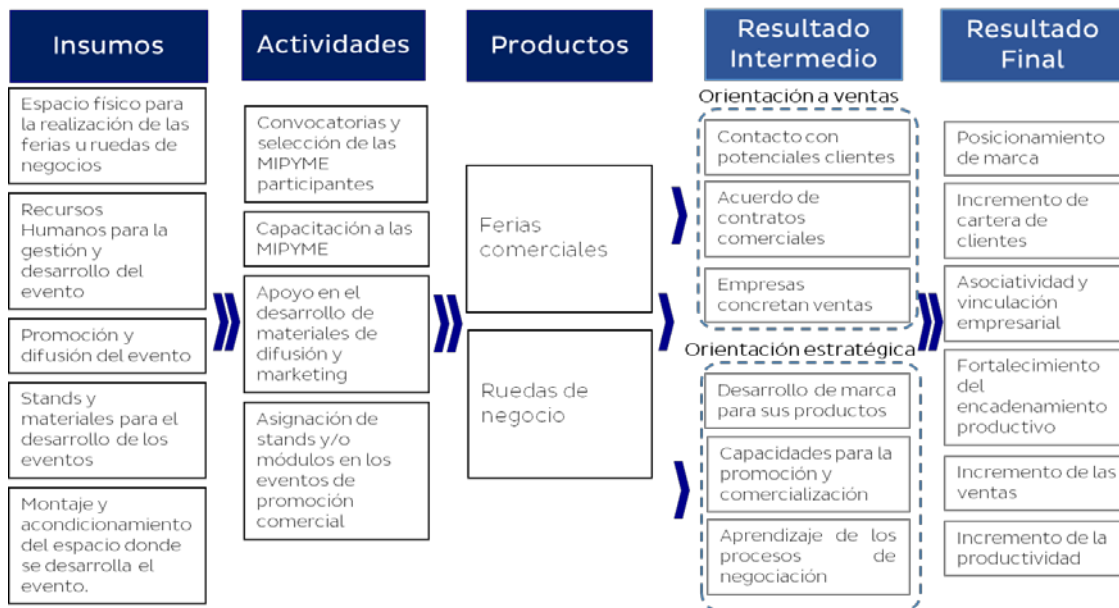 Insumos
Espacio físico para
la realización de las
ferias u ruedas de
negocios
Recursos
Humanos para la
gestión y
desarrollo del
evento
Promoción y
difusión del evento
Stands y
materiales para el
desarrollo de los
eventos
Montaje y
acondicionamiento
del espacio donde
se desarrolla el
evento.
Actividades
Convocatorias y
selección de las
MIPYME
participantes
Capacitación a las
MIPYME
Apoyo en el
desarrollo de
materiales de
difusión y
marketing
Asignación de
stands y/o
módulos en los
eventos de
promoción
comercial
Productos
Ferias
comerciales
Ruedas de
negocio
Resultado
Intermedio
Orientación a ventas
Contacto con
potenciales clientes
Acuerdo de
contratos
comerciales
Empresas
concretan ventas
Orientación estratégica
Desarrollo de marca
para sus productos
Capacidades para la
promoción y
comercialización
Aprendizaje de los
procesos de
negociación
Resultado
Final
Posicionamiento
de marca
Incremento de
cartera de
clientes
Asociatividad y
vinculación
empresarial
Fortalecimiento
del
encadenamiento
productivo
Incremento de las
ventas
Incremento de la
productividad